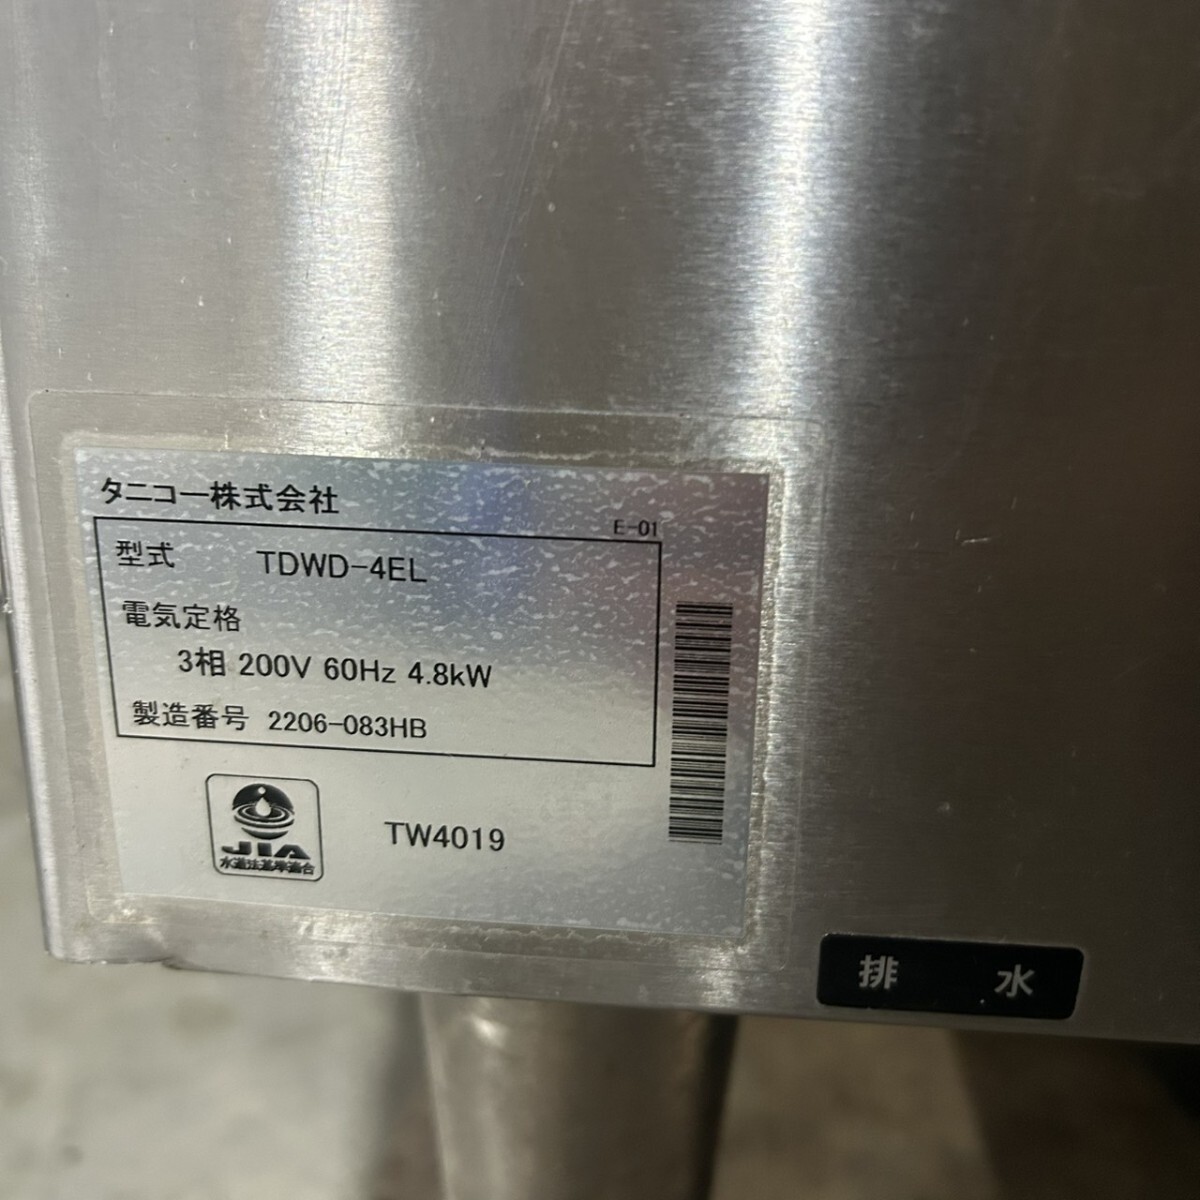 タニコー株式会社
E-01
型式 TDWD-4EL
電気定格
3相 200V 60Hz 4.8kW
製造番号 2206-083HB
JIA
水道法基準適合
TW4019
排 水